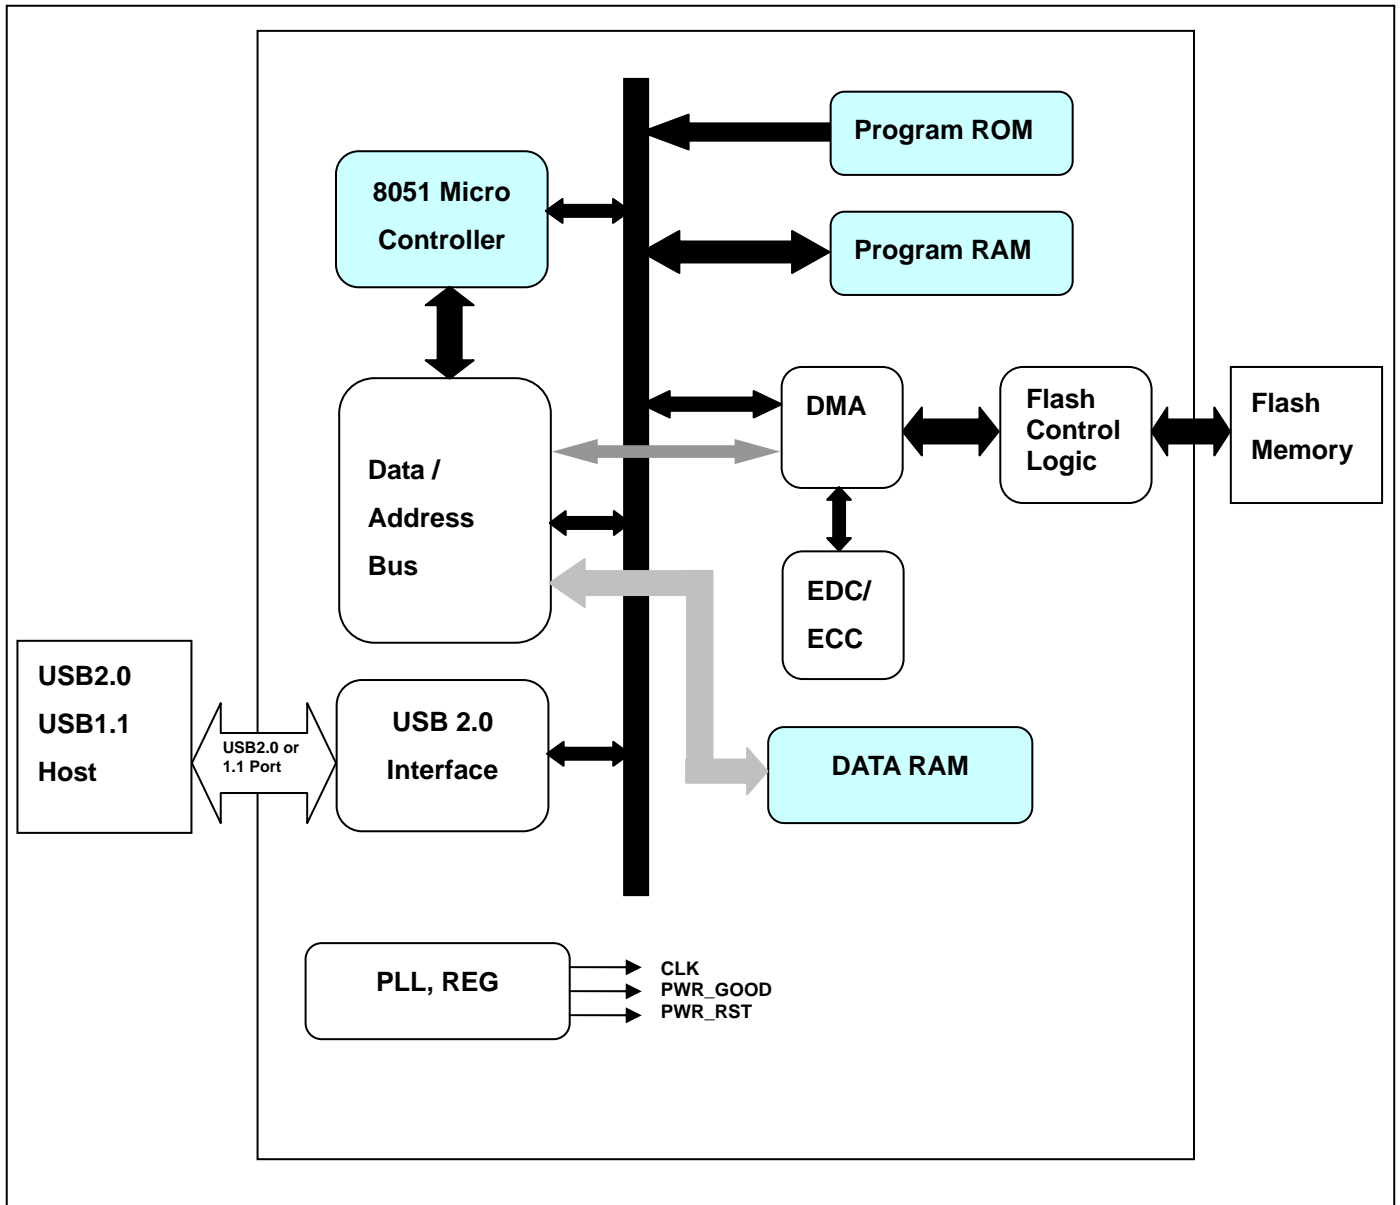 Program ROM
8051 Micro
Controller
Program RAM
DMA
Flash
Control
Logic
Flash
Memory
Data /
Address
Bus
EDC/
ECC
USB2.0
USB1.1
Host
USB2.0 or
1.1 Port
USB 2.0
Interface
DATA RAM
PLL, REG
CLK
PWR_GOOD
PWR_RST